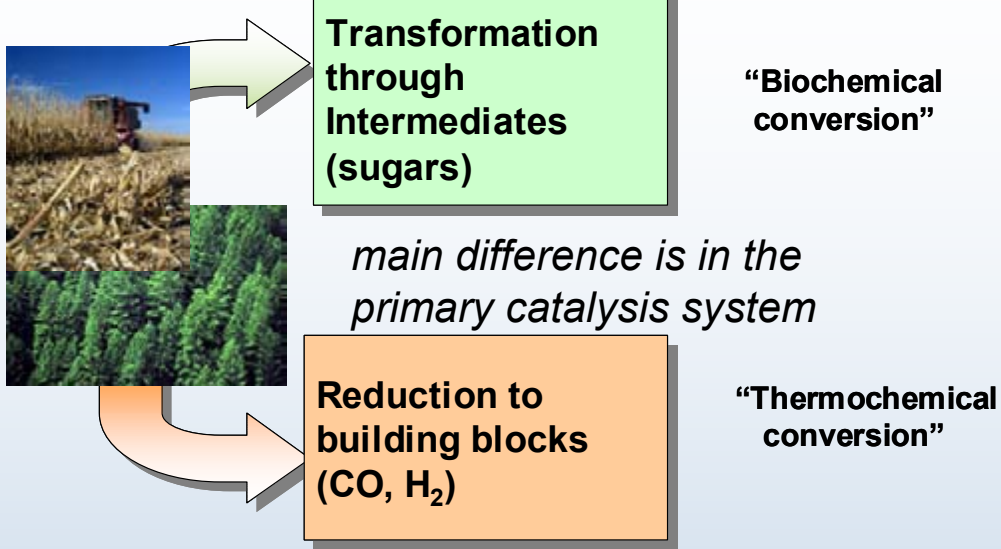 Transformation
through
Intermediates
(sugars)
“Biochemical
conversion”
main difference is in the
primary catalysis system
Reduction to
building blocks
(CO, H₂)
“Thermochemical
conversion”